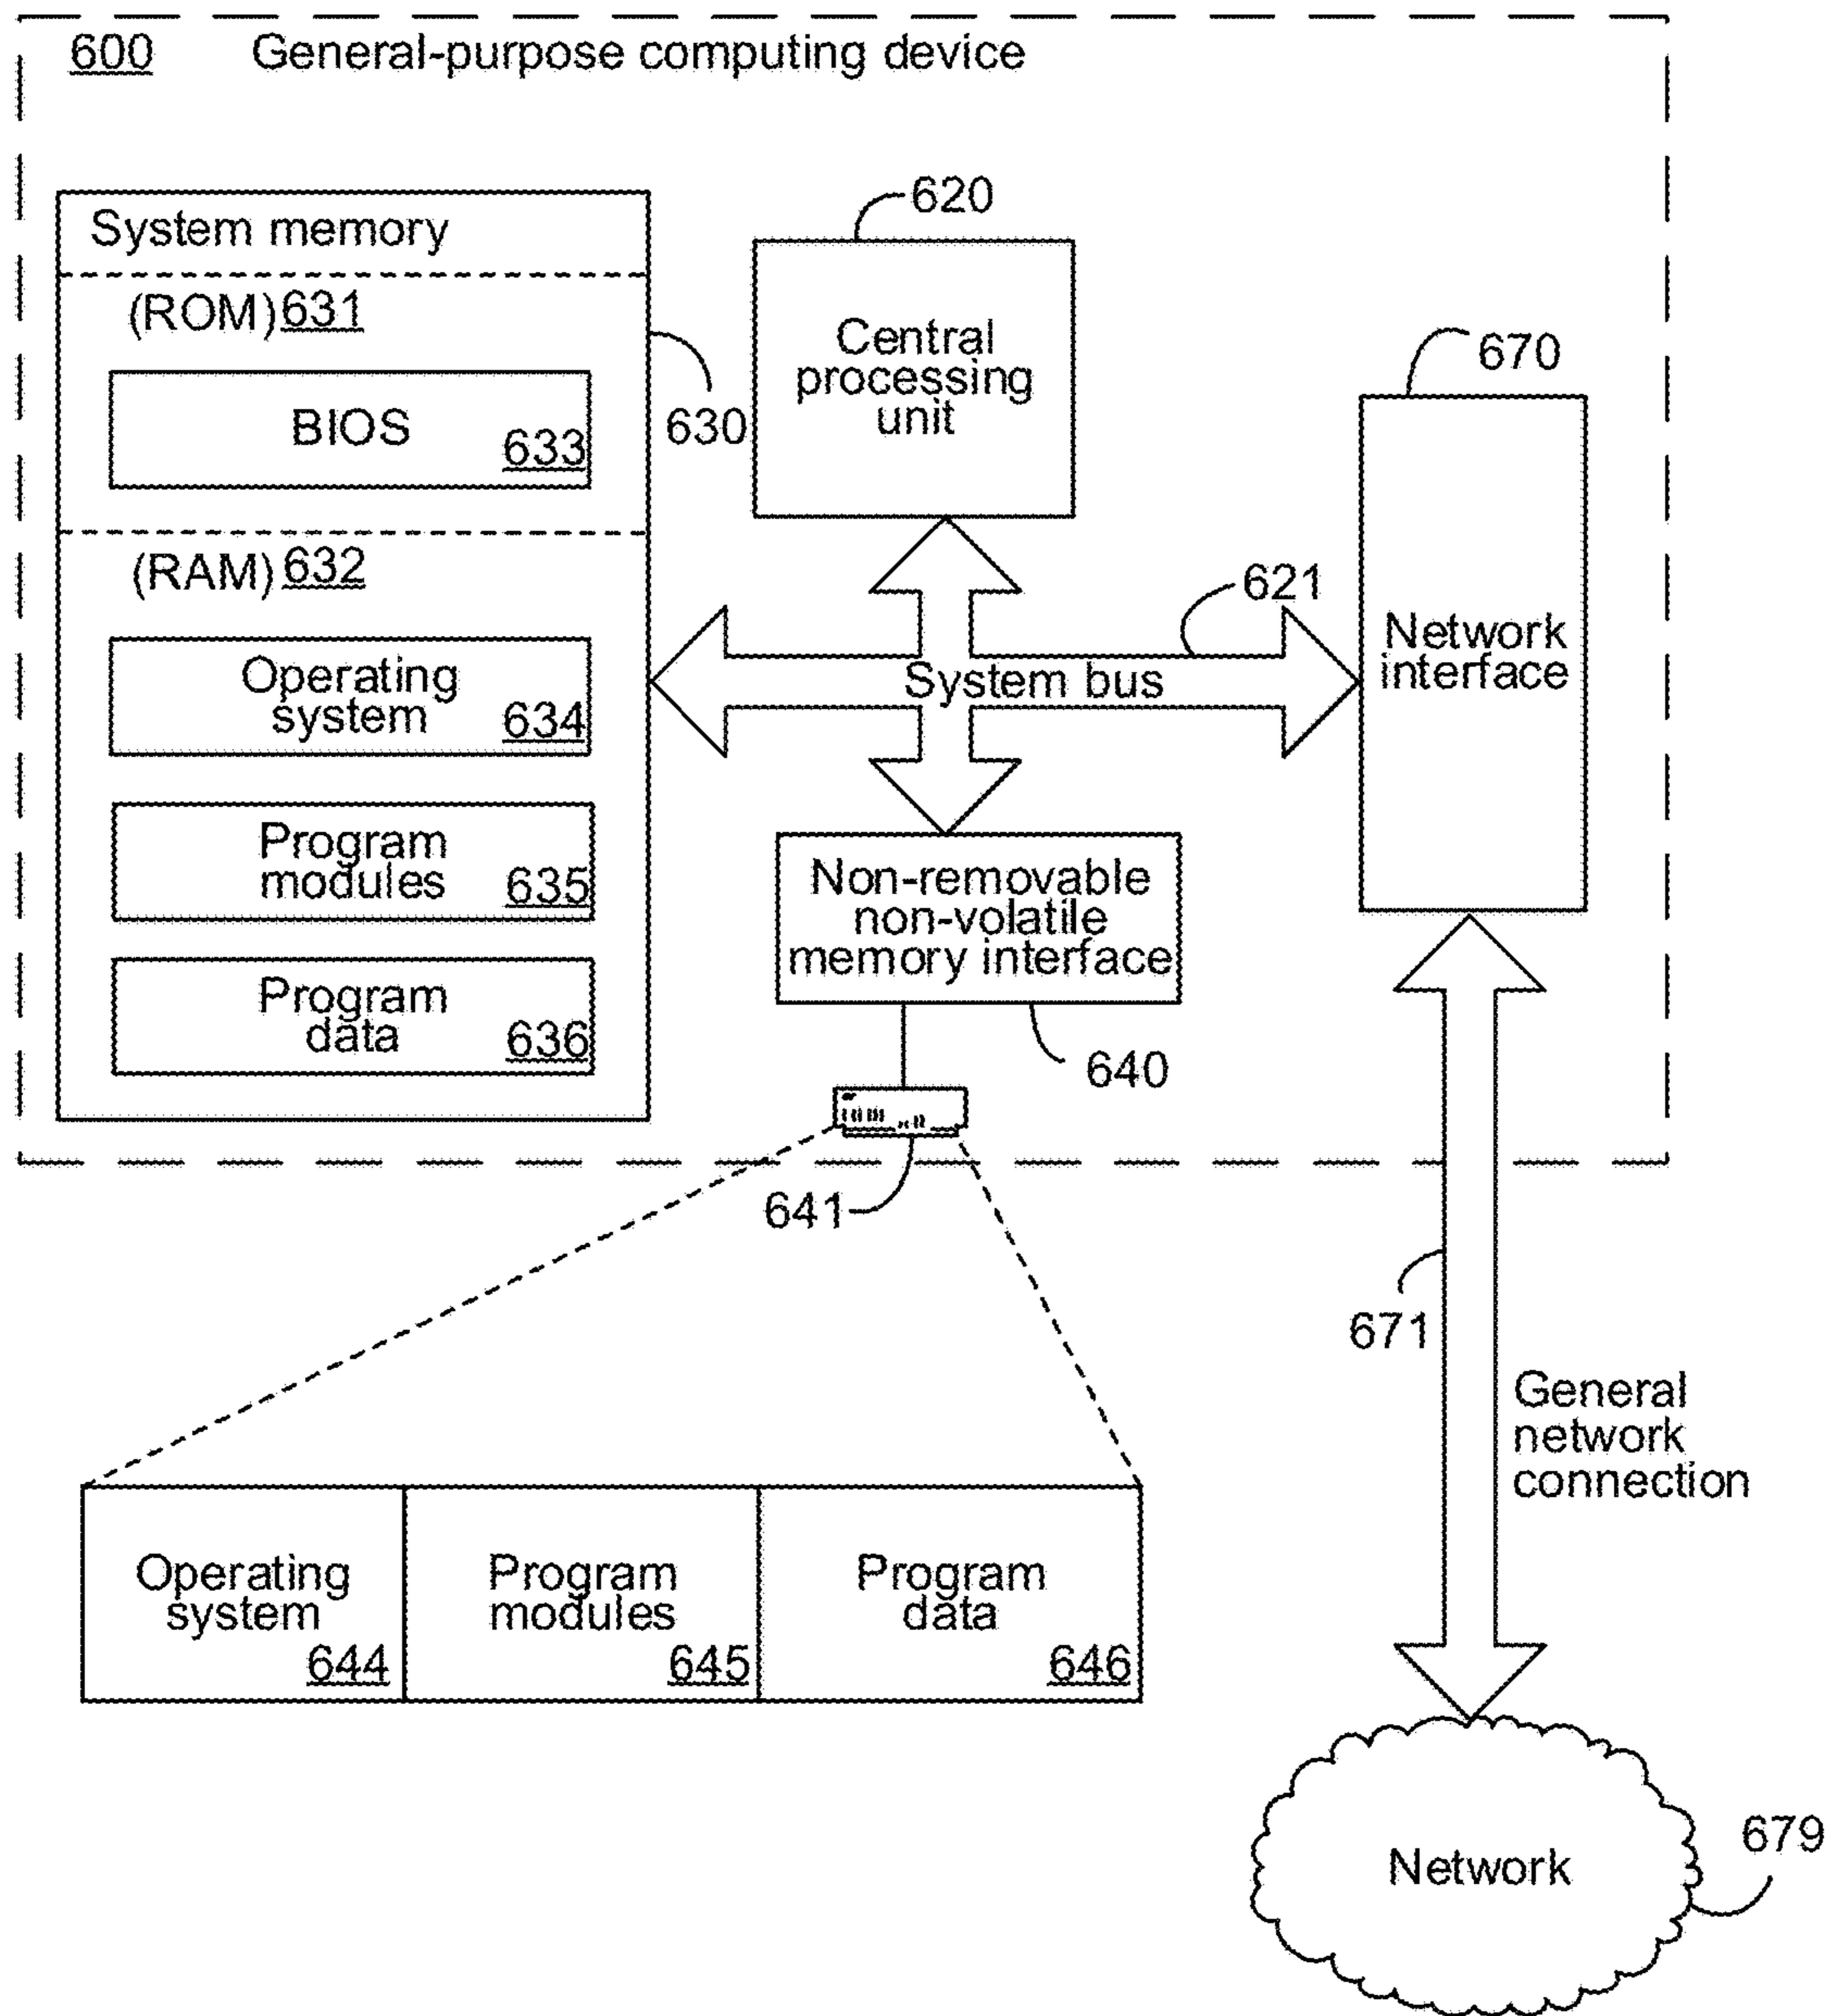 600 General-purpose computing device
System memory
(ROM) 631
BIOS
633
630
(RAM) 632
Operating
system
634
Program
modules
635
Program
data
636
620
Central
processing
unit
621
System bus
670
Network
interface
Non-removable
non-volatile
memory interface
640
641
671
General
network
connection
Operating
system
644
Program
modules
645
Program
data
646
Network
679